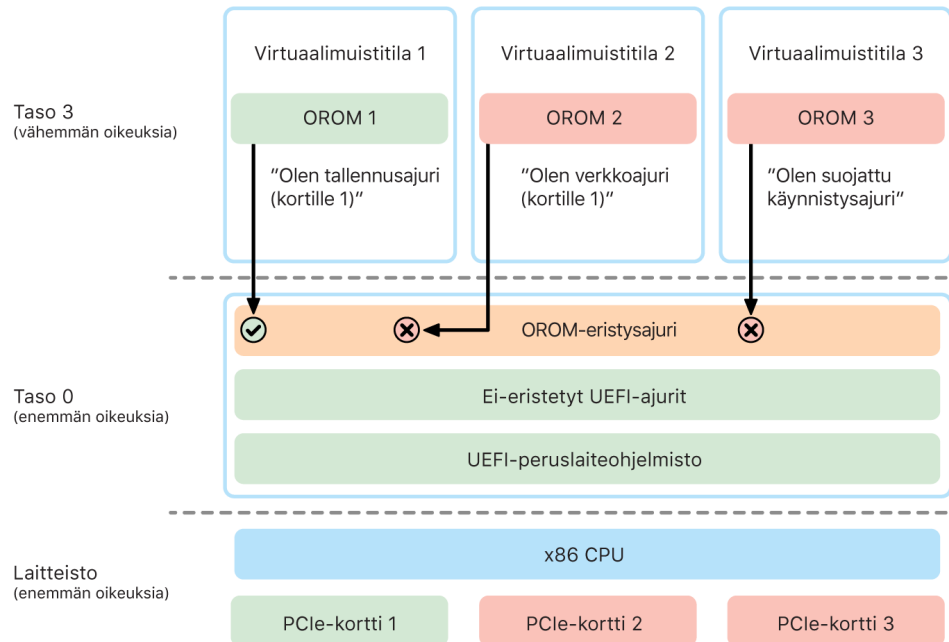 Virtuaalimuistitila 1
Virtuaalimuistitila 2
Virtuaalimuistitila 3
Taso 3
(vähemmän oikeuksia)
OROM 1
OROM 2
OROM 3
”Olen tallennusajuri
(kortille 1)”
”Olen verkkoajuri
(kortille 1)”
”Olen suojattu
käynnistysajuri”
OROM-eristysajuri
Taso 0
(enemmän oikeuksia)
Ei-eristetyt UEFI-ajurit
UEFI-peruslaiteohjelmisto
Laitteisto
(enemmän oikeuksia)
x86 CPU
PCIe-kortti 1
PCIe-kortti 2
PCIe-kortti 3